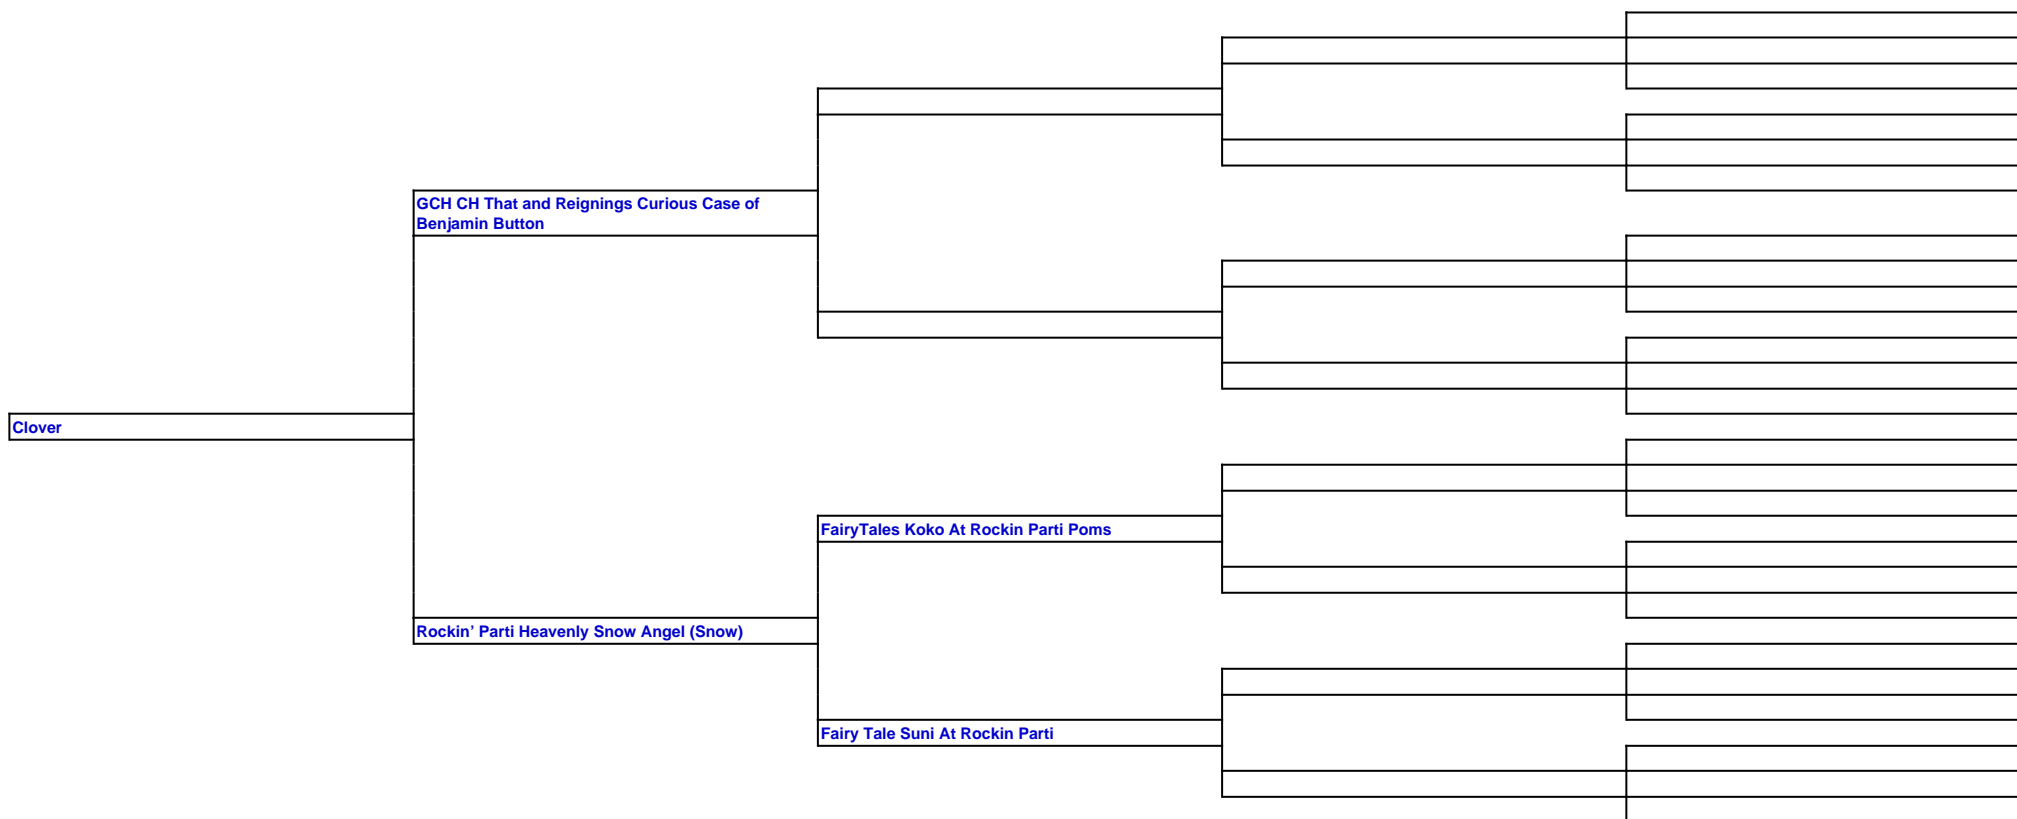 GCH CH That and Reignings Curious Case of
Benjamin Button
Clover
FairyTales Koko At Rockin Parti Poms
Rockin’ Parti Heavenly Snow Angel (Snow)
Fairy Tale Suni At Rockin Parti